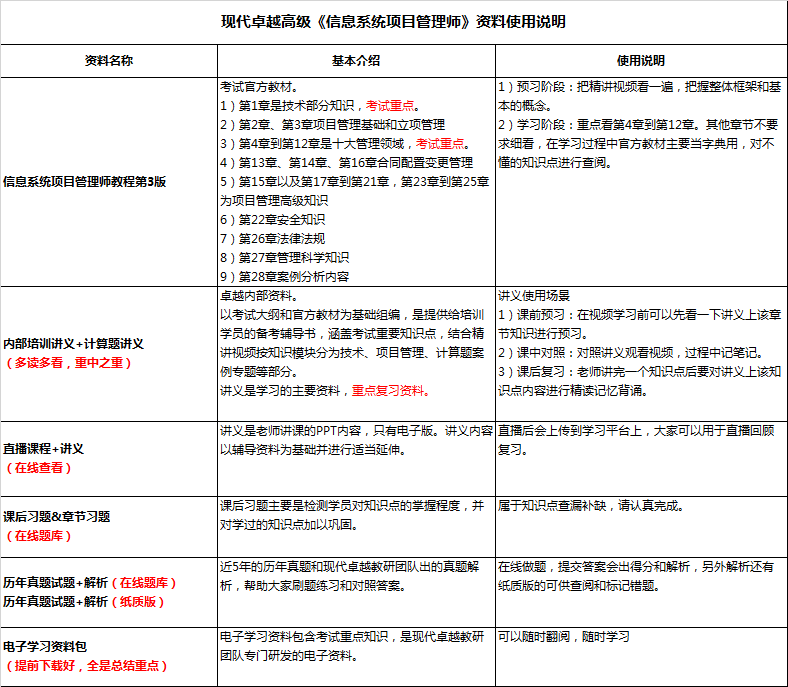 现代卓越高级《信息系统项目管理师》资料使用说明
资料名称
基本介绍
使用说明
信息系统项目管理师教程第3版
考试官方教材。
1）第1章是技术部分知识，考试重点。
2）第2章、第3章项目管理基础和立项管理
3）第4章到第12章是十大管理领域，考试重点。
4）第13章、第14章、第16章合同配置变更管理
5）第15章以及第17章到第21章，第23章到第25章
为项目管理高级知识
6）第22章安全知识
7）第26章法律法规
8）第27章管理科学知识
9）第28章案例分析内容
1）预习阶段：把精讲视频看一遍，把握整体框架和基
本的概念。
2）学习阶段：重点看第4章到第12章。其他章节不要
求细看，在学习过程中官方教材主要当字典用，对不
懂的知识点进行查阅。
内部培训讲义+计算题讲义
（多读多看，重中之重）
卓越内部资料。
以考试大纲和官方教材为基础组编，是提供给培训
学员的备考辅导书，涵盖考试重要知识点，结合精
讲视频按知识模块分为技术、项目管理、计算题案
例专题等部分。
讲义是学习的主要资料，重点复习资料。
讲义使用场景
1）课前预习：在视频学习前可以先看一下讲义上该章
节知识进行预习。
2）课中对照：对照讲义观看视频，过程中记笔记。
3）课后复习：老师讲完一个知识点后要对讲义上该知
识点内容进行精读记忆背诵。
直播课程+讲义
（在线查看）
讲义是老师讲课的PPT内容，只有电子版。讲义内容
以辅导资料为基础并进行适当延伸。
直播后会上传到学习平台上，大家可以用于直播回顾
复习。
课后习题&章节习题
（在线题库）
课后习题主要是检测学员对知识点的掌握程度，并
对学过的知识点加以巩固。
属于知识点查漏补缺，请认真完成。
历年真题试题+解析（在线题库）
历年真题试题+解析（纸质版）
近5年的历年真题和现代卓越教研团队出的真题解
析，帮助大家刷题练习和对照答案。
在线做题，提交答案会出得分和解析，另外解析还有
纸质版的可供查阅和标记错题。
电子学习资料包
（提前下载好，全是总结重点）
电子学习资料包含考试重点知识，是现代卓越教研
团队专门研发的电子资料。
可以随时翻阅，随时学习